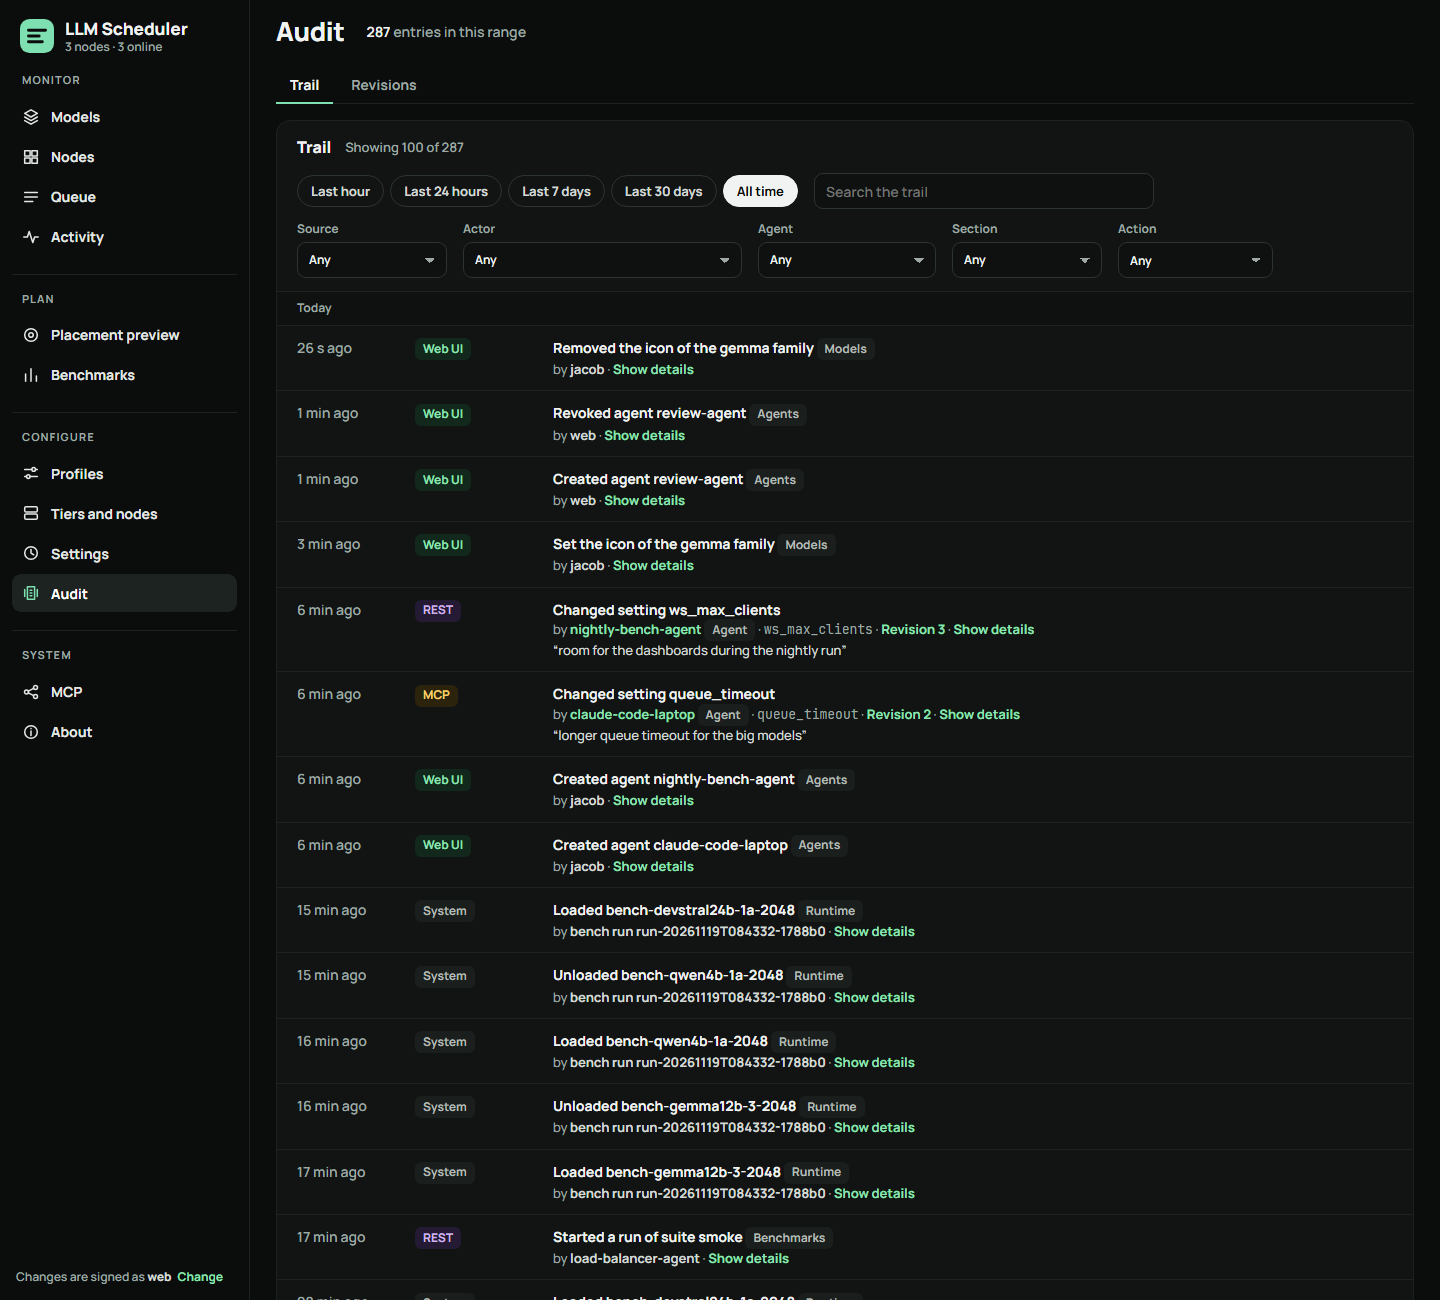 LLM Scheduler
3 nodes · 3 online
MONITOR
Models
Nodes
Queue
Activity
PLAN
Placement preview
Benchmarks
CONFIGURE
Profiles
Tiers and nodes
Settings
Audit
SYSTEM
MCP
About
Changes are signed as web Change
Audit 287 entries in this range
Trail Revisions
Trail Showing 100 of 287
Last hour Last 24 hours Last 7 days Last 30 days All time Search the trail
Source Actor Agent Section Action
Any Any Any Any Any
Today
26 s ago Web UI Removed the icon of the gemma family Models
by jacob · Show details
1 min ago Web UI Revoked agent review-agent Agents
by web · Show details
1 min ago Web UI Created agent review-agent Agents
by web · Show details
3 min ago Web UI Set the icon of the gemma family Models
by jacob · Show details
6 min ago REST Changed setting ws_max_clients
by nightly-bench-agent Agent · ws_max_clients · Revision 3 · Show details
“room for the dashboards during the nightly run”
6 min ago MCP Changed setting queue_timeout
by claude-code-laptop Agent · queue_timeout · Revision 2 · Show details
“longer queue timeout for the big models”
6 min ago Web UI Created agent nightly-bench-agent Agents
by jacob · Show details
6 min ago Web UI Created agent claude-code-laptop Agents
by jacob · Show details
15 min ago System Loaded bench-devstral24b-1a-2048 Runtime
by bench run run-20261119T084332-1788b0 · Show details
15 min ago System Unloaded bench-qwen4b-1a-2048 Runtime
by bench run run-20261119T084332-1788b0 · Show details
16 min ago System Loaded bench-qwen4b-1a-2048 Runtime
by bench run run-20261119T084332-1788b0 · Show details
16 min ago System Unloaded bench-gemma12b-3-2048 Runtime
by bench run run-20261119T084332-1788b0 · Show details
17 min ago System Loaded bench-gemma12b-3-2048 Runtime
by bench run run-20261119T084332-1788b0 · Show details
17 min ago REST Started a run of suite smoke Benchmarks
by load-balancer-agent · Show details